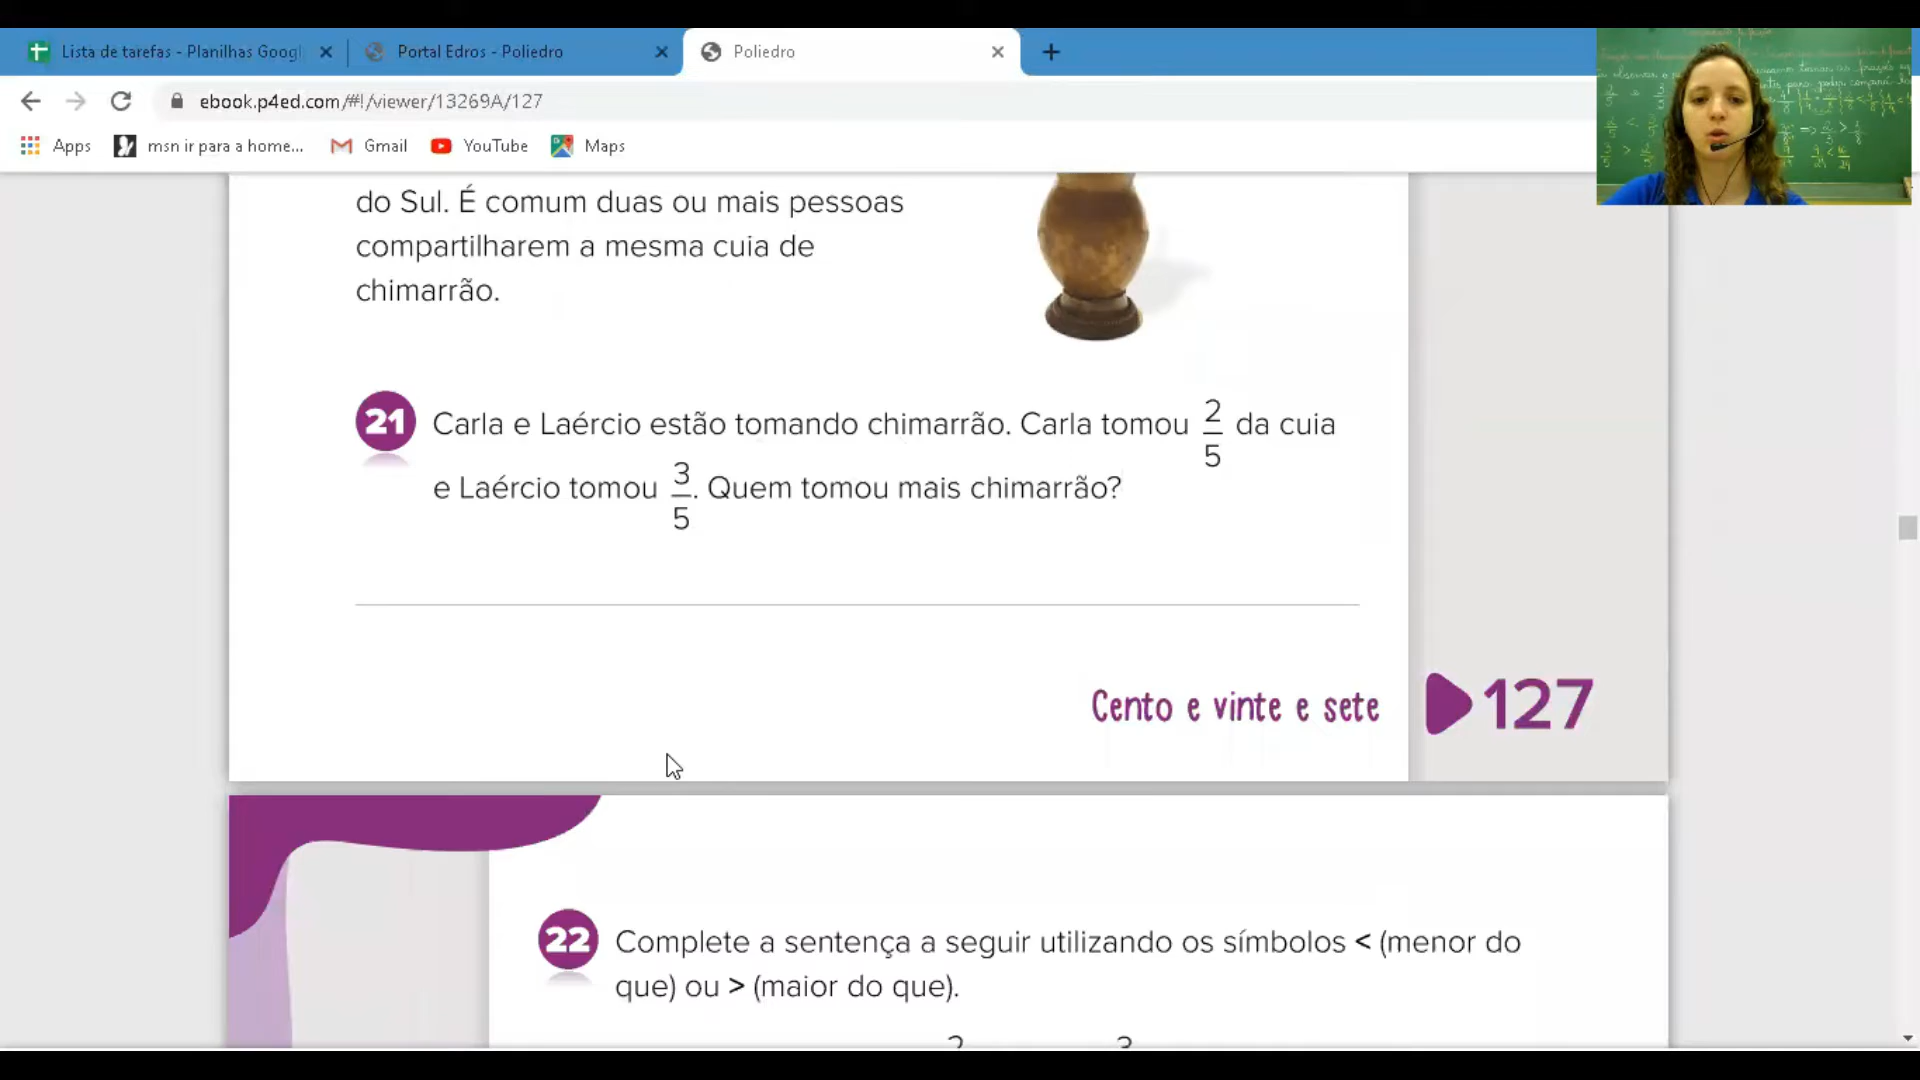 Lista de tarefas - Planilhas Googl
Portal Edros - Poliedro
Poliedro
ebook.p4ed.com/#!/viewer/13269A/127
Apps
msn ir para a home...
Gmail
YouTube
Maps
do Sul. É comum duas ou mais pessoas
compartilharem a mesma cuia de
chimarrão.
21 Carla e Laércio estão tomando chimarrão. Carla tomou 2/5 da cuia
e Laércio tomou 3/5. Quem tomou mais chimarrão?
Cento e vinte e sete 127
22 Complete a sentença a seguir utilizando os símbolos < (menor do
que) ou > (maior do que).